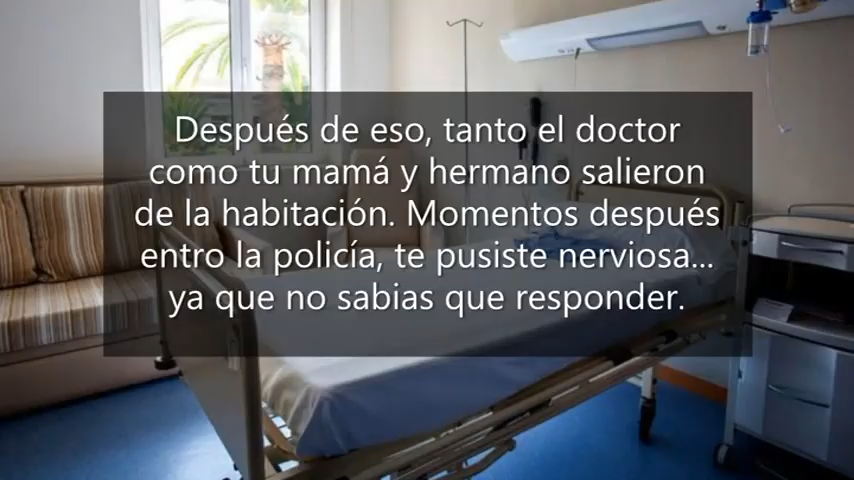 Después de eso, tanto el doctor
como tu mamá y hermano salieron
de la habitación. Momentos después
entro la policía, te pusiste nerviosa...
ya que no sabias que responder.